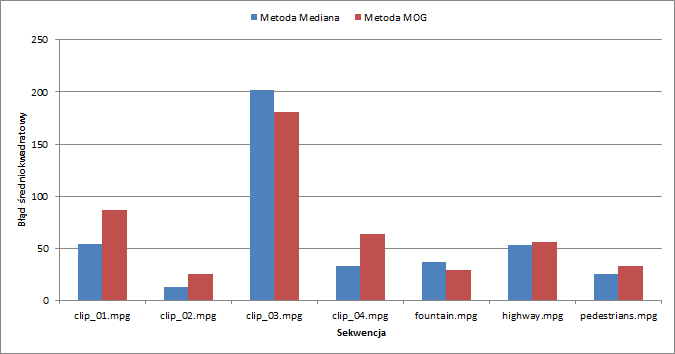 Metoda Mediana Metoda MOG
250
200
150
100
50
0
Błąd średniokwadratowy
clip_01.mpg clip_02.mpg clip_03.mpg clip_04.mpg fountain.mpg highway.mpg pedestrians.mpg
Sekwencja